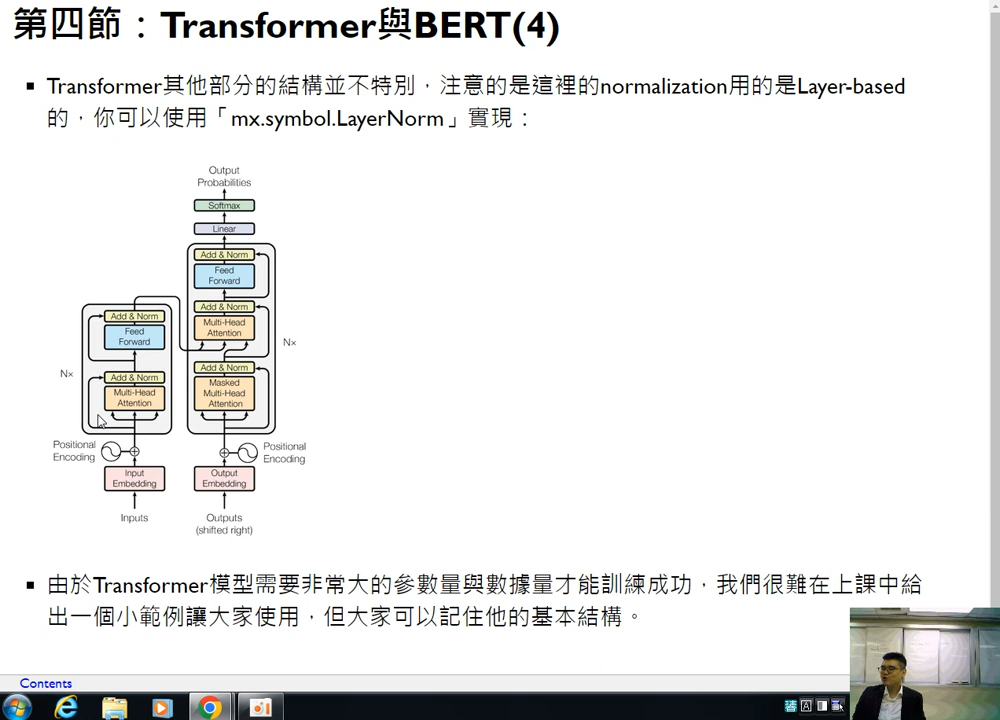 第四節：Transformer與BERT(4)
Transformer其他部分的結構並不特別，注意的是這裡的normalization用的是Layer-based
的，你可以使用「mx.symbol.LayerNorm」實現：
Output
Probabilities
Softmax
Linear
Add & Norm
Feed
Forward
Add & Norm
Multi-Head
Attention
Add & Norm
Masked
Multi-Head
Attention
Nx
Add & Norm
Feed
Forward
Add & Norm
Multi-Head
Attention
Nx
Positional
Encoding
Positional
Encoding
Input
Embedding
Output
Embedding
Inputs
Outputs
(shifted right)
由於Transformer模型需要非常大的參數量與數據量才能訓練成功，我們很難在上課中給
出一個小範例讓大家使用，但大家可以記住他的基本結構。
Contents